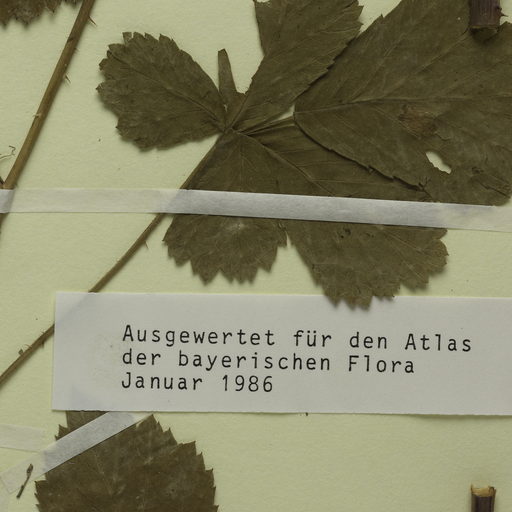 Ausgewertet für den Atlas
der bayerischen Flora
Januar 1986